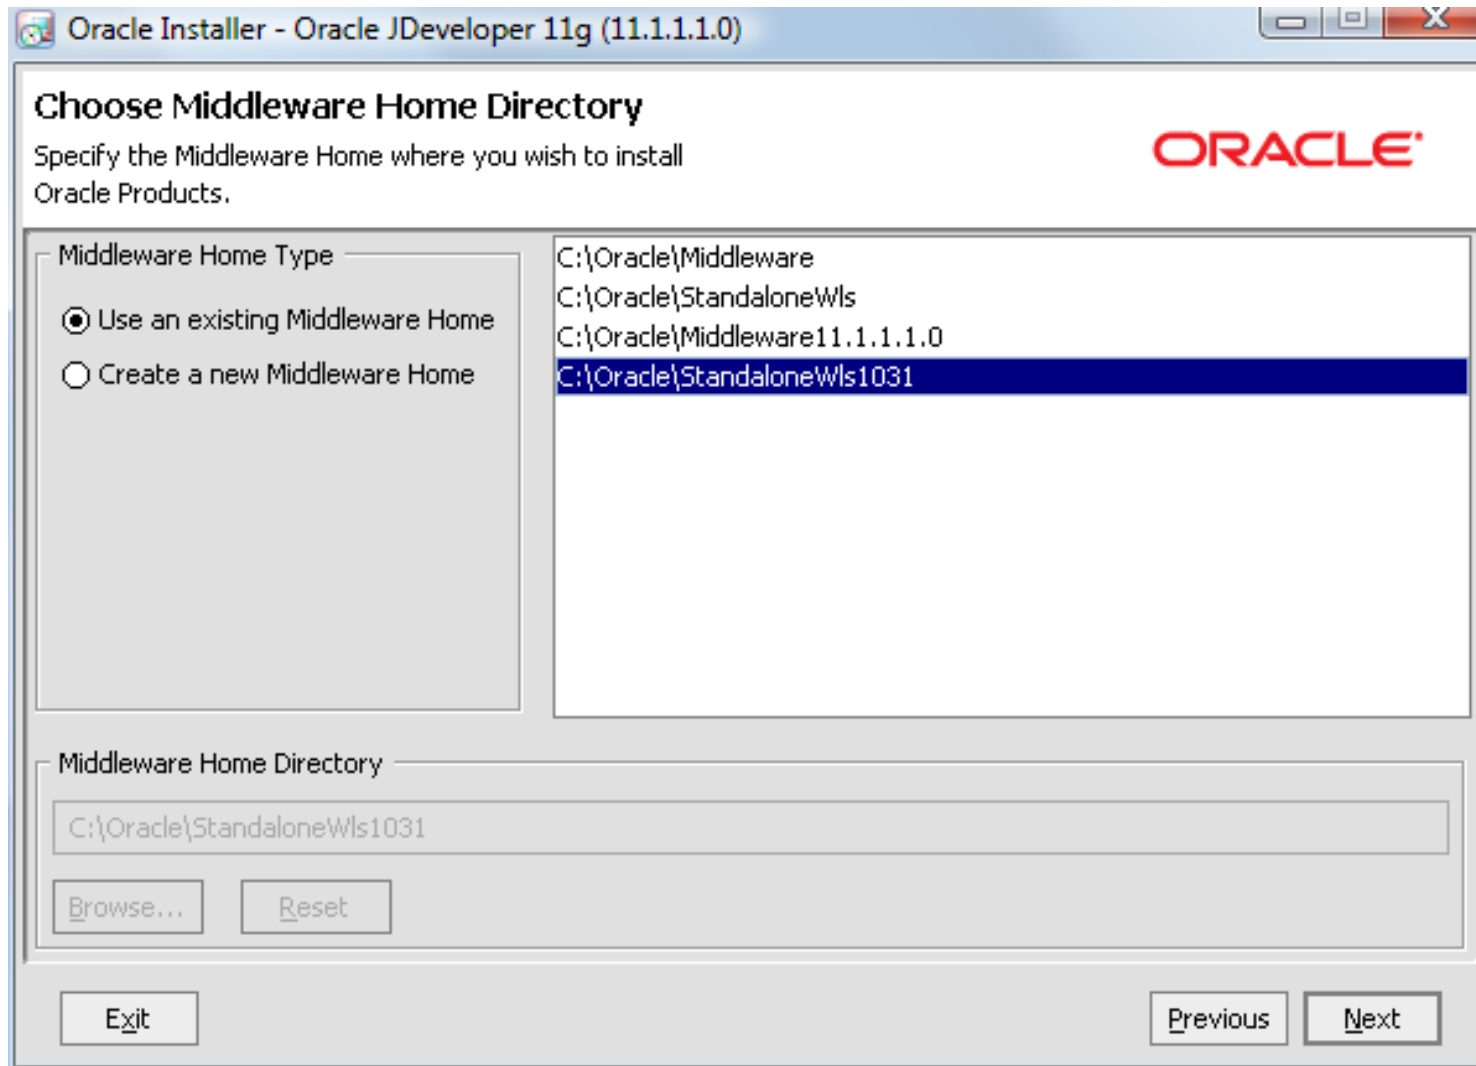 Oracle Installer - Oracle JDeveloper 11g (11.1.1.1.0)
Choose Middleware Home Directory
Specify the Middleware Home where you wish to install
Oracle Products.
ORACLE
Middleware Home Type
Use an existing Middleware Home
Create a new Middleware Home
C:\Oracle\Middleware
C:\Oracle\StandaloneWls
C:\Oracle\Middleware11.1.1.1.0
C:\Oracle\StandaloneWls1031
Middleware Home Directory
C:\Oracle\StandaloneWls1031
Browse...
Reset
Exit
Previous
Next